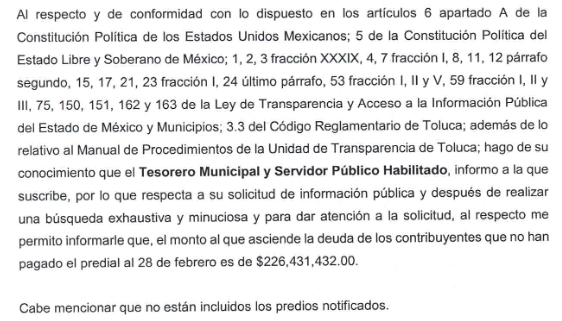 Al respecto y de conformidad con lo dispuesto en los artículos 6 apartado A de la
Constitución Política de los Estados Unidos Mexicanos; 5 de la Constitución Política del
Estado Libre y Soberano de México; 1, 2, 3 fracción XXXIX, 4, 7 fracción I, 8, 11, 12 párrafo
segundo, 15, 17, 21, 23 fracción I, 24 último párrafo, 53 fracción I, II y V, 59 fracción I, II y
III, 75, 150, 151, 162 y 163 de la Ley de Transparencia y Acceso a la Información Pública
del Estado de México y Municipios; 3.3 del Código Reglamentario de Toluca; además de lo
relativo al Manual de Procedimientos de la Unidad de Transparencia de Toluca; hago de su
conocimiento que el Tesorero Municipal y Servidor Público Habilitado, informo a la que
suscribe, por lo que respecta a su solicitud de información pública y después de realizar
una búsqueda exhaustiva y minuciosa y para dar atención a la solicitud, al respecto me
permito informarle que, el monto al que asciende la deuda de los contribuyentes que no han
pagado el predial al 28 de febrero es de $226,431,432.00.
Cabe mencionar que no están incluidos los predios notificados.